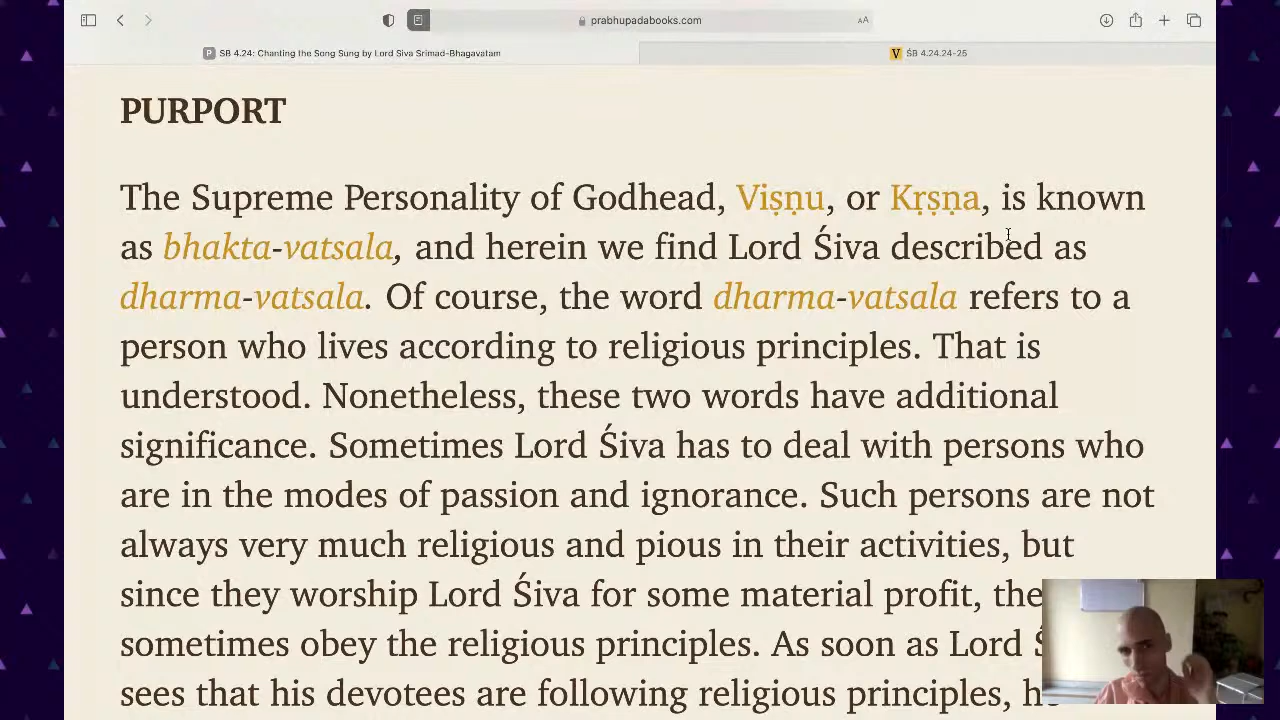 prabhupadabooks.com
AA
P SB 4.24: Chanting the Song Sung by Lord Siva Srimad-Bhagavatam
V ŚB 4.24.24-25
PURPORT
The Supreme Personality of Godhead, Viṣṇu, or Kṛṣṇa, is known
as bhakta-vatsala, and herein we find Lord Śiva described as
dharma-vatsala. Of course, the word dharma-vatsala refers to a
person who lives according to religious principles. That is
understood. Nonetheless, these two words have additional
significance. Sometimes Lord Śiva has to deal with persons who
are in the modes of passion and ignorance. Such persons are not
always very much religious and pious in their activities, but
since they worship Lord Śiva for some material profit,
sometimes obey the religious principles. As soon as Lord
sees that his devotees are following religious principles,